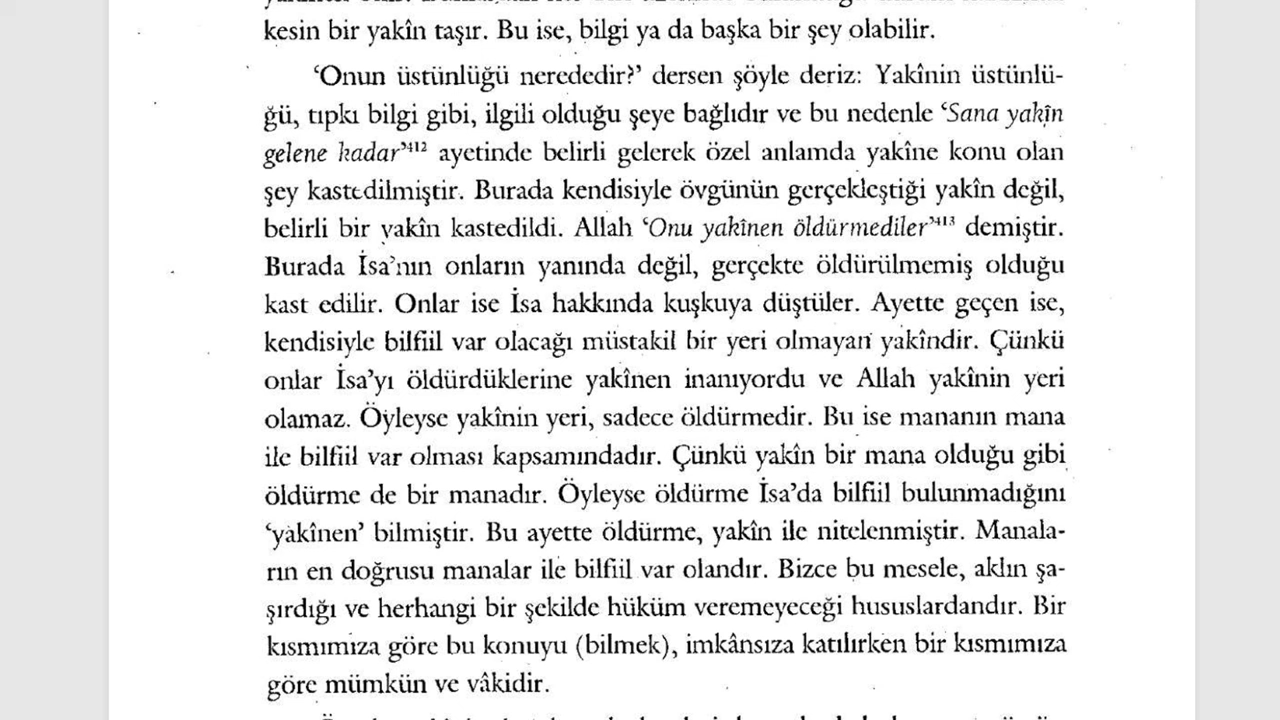 kesin bir yakîn taşır. Bu ise, bilgi ya da başka bir şey olabilir.
‘Onun üstünlüğü nerededir?’ dersen şöyle deriz: Yakînin üstünlü-
ğü, tıpkı bilgi gibi, ilgili olduğu şeye bağlıdır ve bu nedenle ‘Sana yakîn
gelene kadar’⁴¹² ayetinde belirli gelerek özel anlamda yakîne konu olan
şey kastedilmiştir. Burada kendisiyle övgünün gerçekleştiği yakîn değil,
belirli bir yakîn kastedildi. Allah ‘Onu yakînen öldürmediler’⁴¹³ demiştir.
Burada İsa’nın onların yanında değil, gerçekte öldürülmemiş olduğu
kast edilir. Onlar ise İsa hakkında kuşkuya düştüler. Ayette geçen ise,
kendisiyle bilfiil var olacağı müstakil bir yeri olmayan yakîndir. Çünkü
onlar İsa’yı öldürdüklerine yakînen inanıyordu ve Allah yakînin yeri
olamaz. Öyleyse yakînin yeri, sadece öldürmedir. Bu ise mananın mana
ile bilfiil var olması kapsamındadır. Çünkü yakîn bir mana olduğu gibi
öldürme de bir manadır. Öyleyse öldürme İsa’da bilfiil bulunmadığını
‘yakînen’ bilmiştir. Bu ayette öldürme, yakîn ile nitelenmiştir. Manala-
rın en doğrusu manalar ile bilfiil var olandır. Bizce bu mesele, aklın şa-
şırdığı ve herhangi bir şekilde hüküm veremeyeceği hususlardandır. Bir
kısmımıza göre bu konuyu (bilmek), imkânsıza katılırken bir kısmımıza
göre mümkün ve vâkidir.